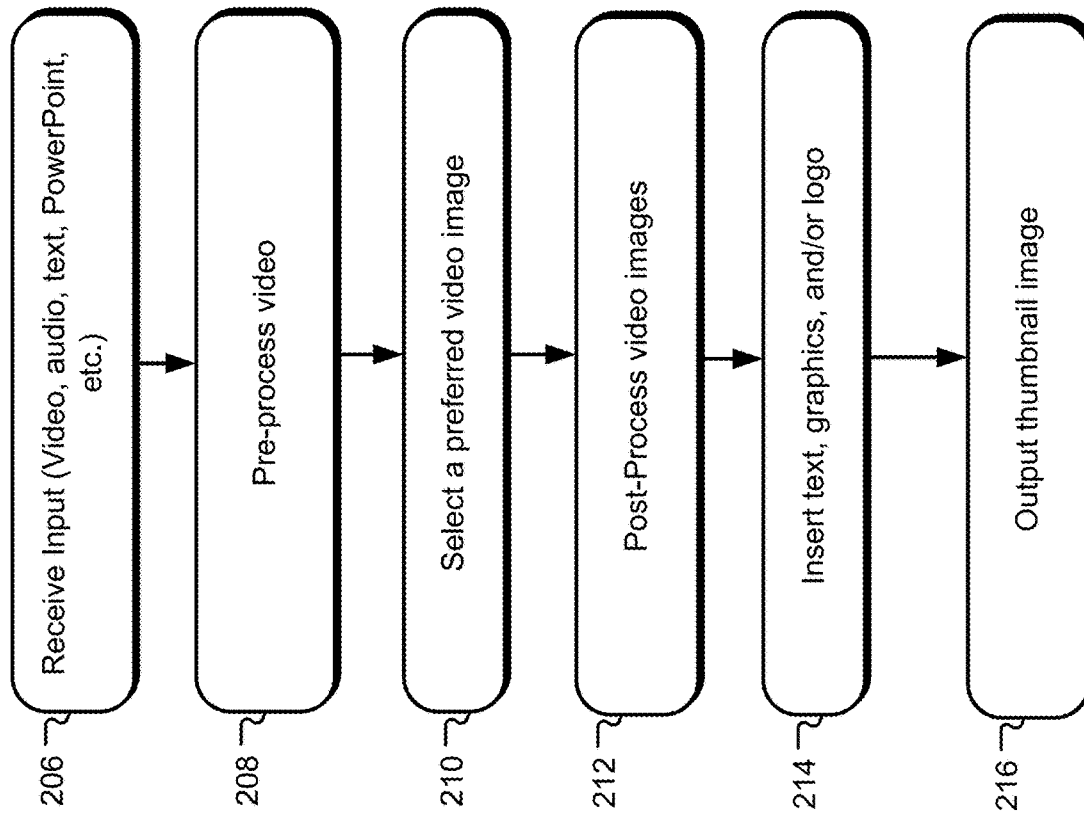 206
Receive Input (Video, audio, text, PowerPoint,
etc.)
208
Pre-process video
210
Select a preferred video image
212
Post-Process video images
214
Insert text, graphics, and/or logo
216
Output thumbnail image